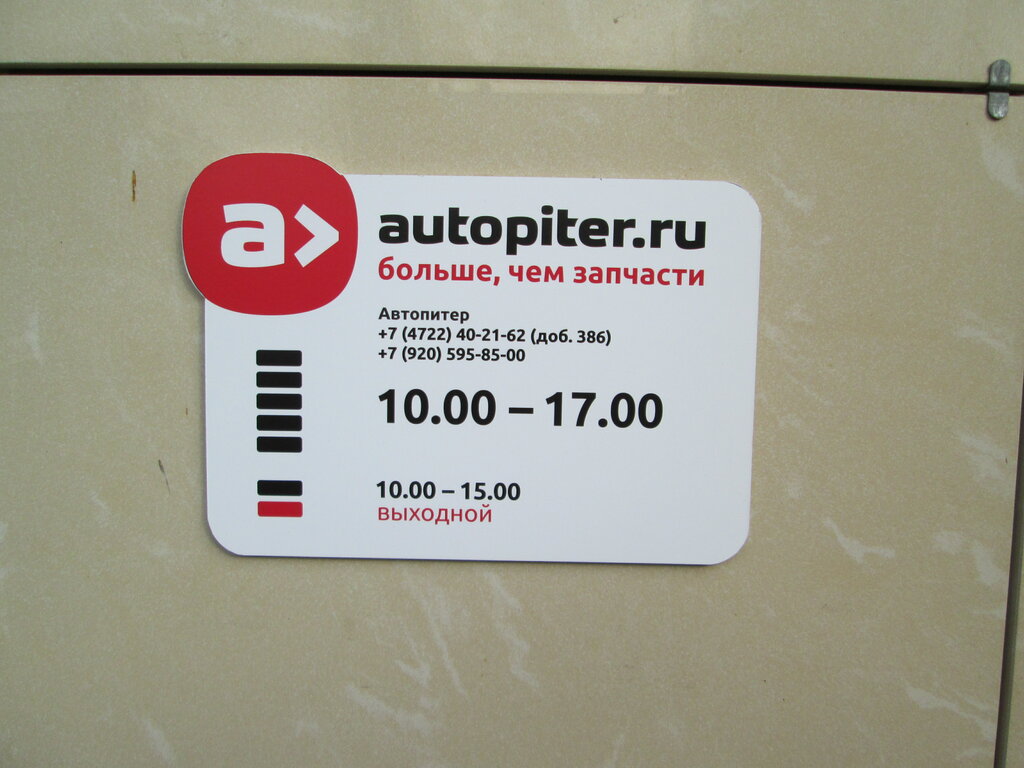 a>
autopiter.ru
больше, чем запчасти
Автопитер
+7 (4722) 40-21-62 (доб. 386)
+7 (920) 595-85-00
10.00 – 17.00
10.00 – 15.00
выходной